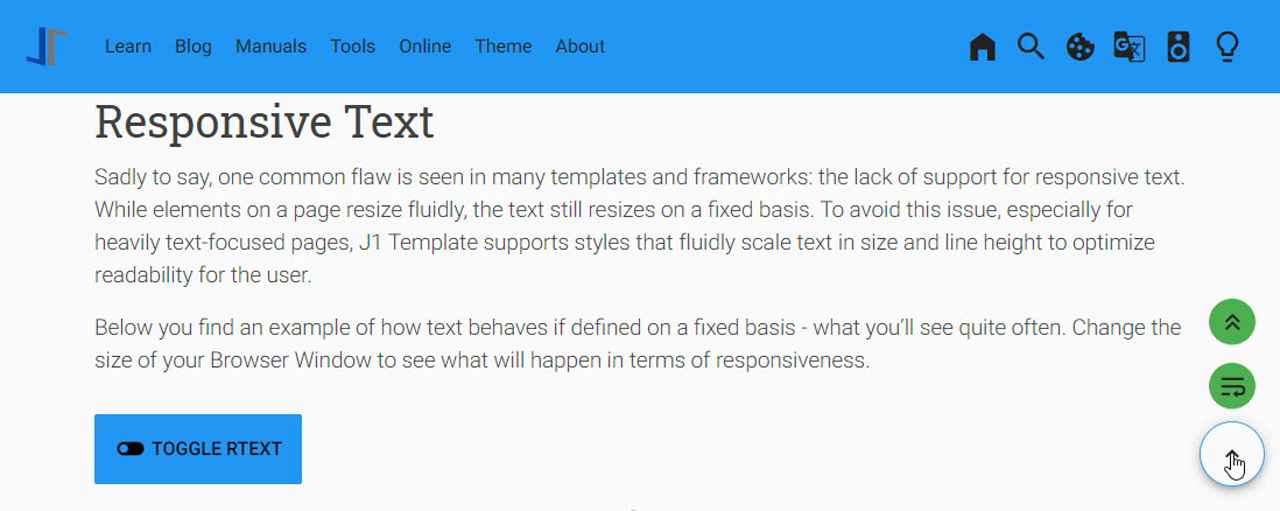 Learn Blog Manuals Tools Online Theme About
Responsive Text
Sadly to say, one common flaw is seen in many templates and frameworks: the lack of support for responsive text.
While elements on a page resize fluidly, the text still resizes on a fixed basis. To avoid this issue, especially for
heavily text-focused pages, J1 Template supports styles that fluidly scale text in size and line height to optimize
readability for the user.
Below you find an example of how text behaves if defined on a fixed basis - what you’ll see quite often. Change the
size of your Browser Window to see what will happen in terms of responsiveness.
TOGGLE RTEXT